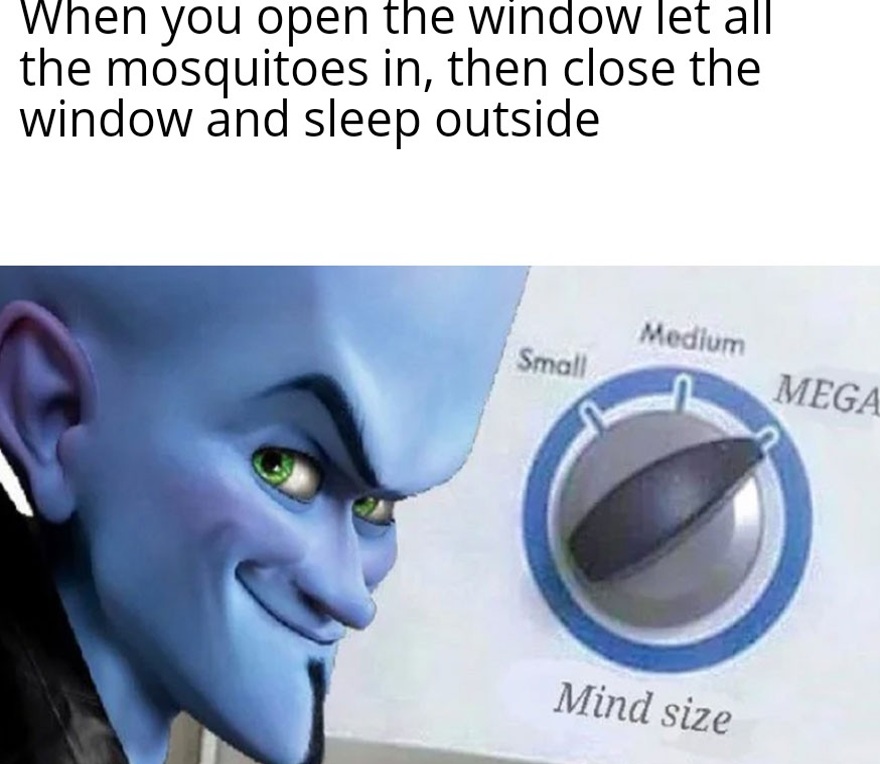 When you open the window let all
the mosquitoes in, then close the
window and sleep outside
Small
Medium
MEGA
Mind size